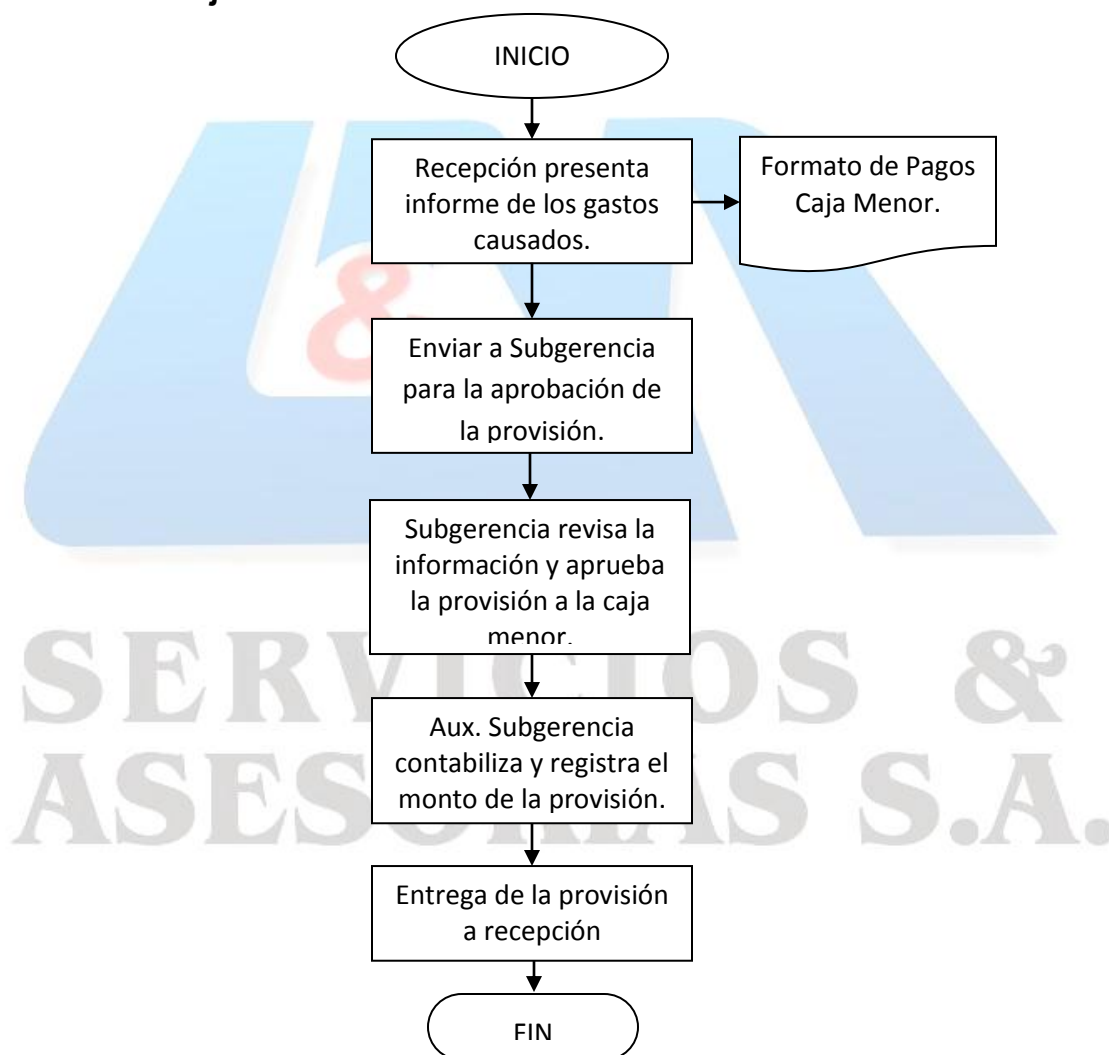 INICIO
Recepción presenta
informe de los gastos
causados.
Formato de Pagos
Caja Menor.
Enviar a Subgerencia
para la aprobación de
la provisión.
Subgerencia revisa la
información y aprueba
la provisión a la caja
menor.
Aux. Subgerencia
contabiliza y registra el
monto de la provisión.
Entrega de la provisión
a recepción
FIN
&
SERVICIOS &
ASESORÍAS S.A.